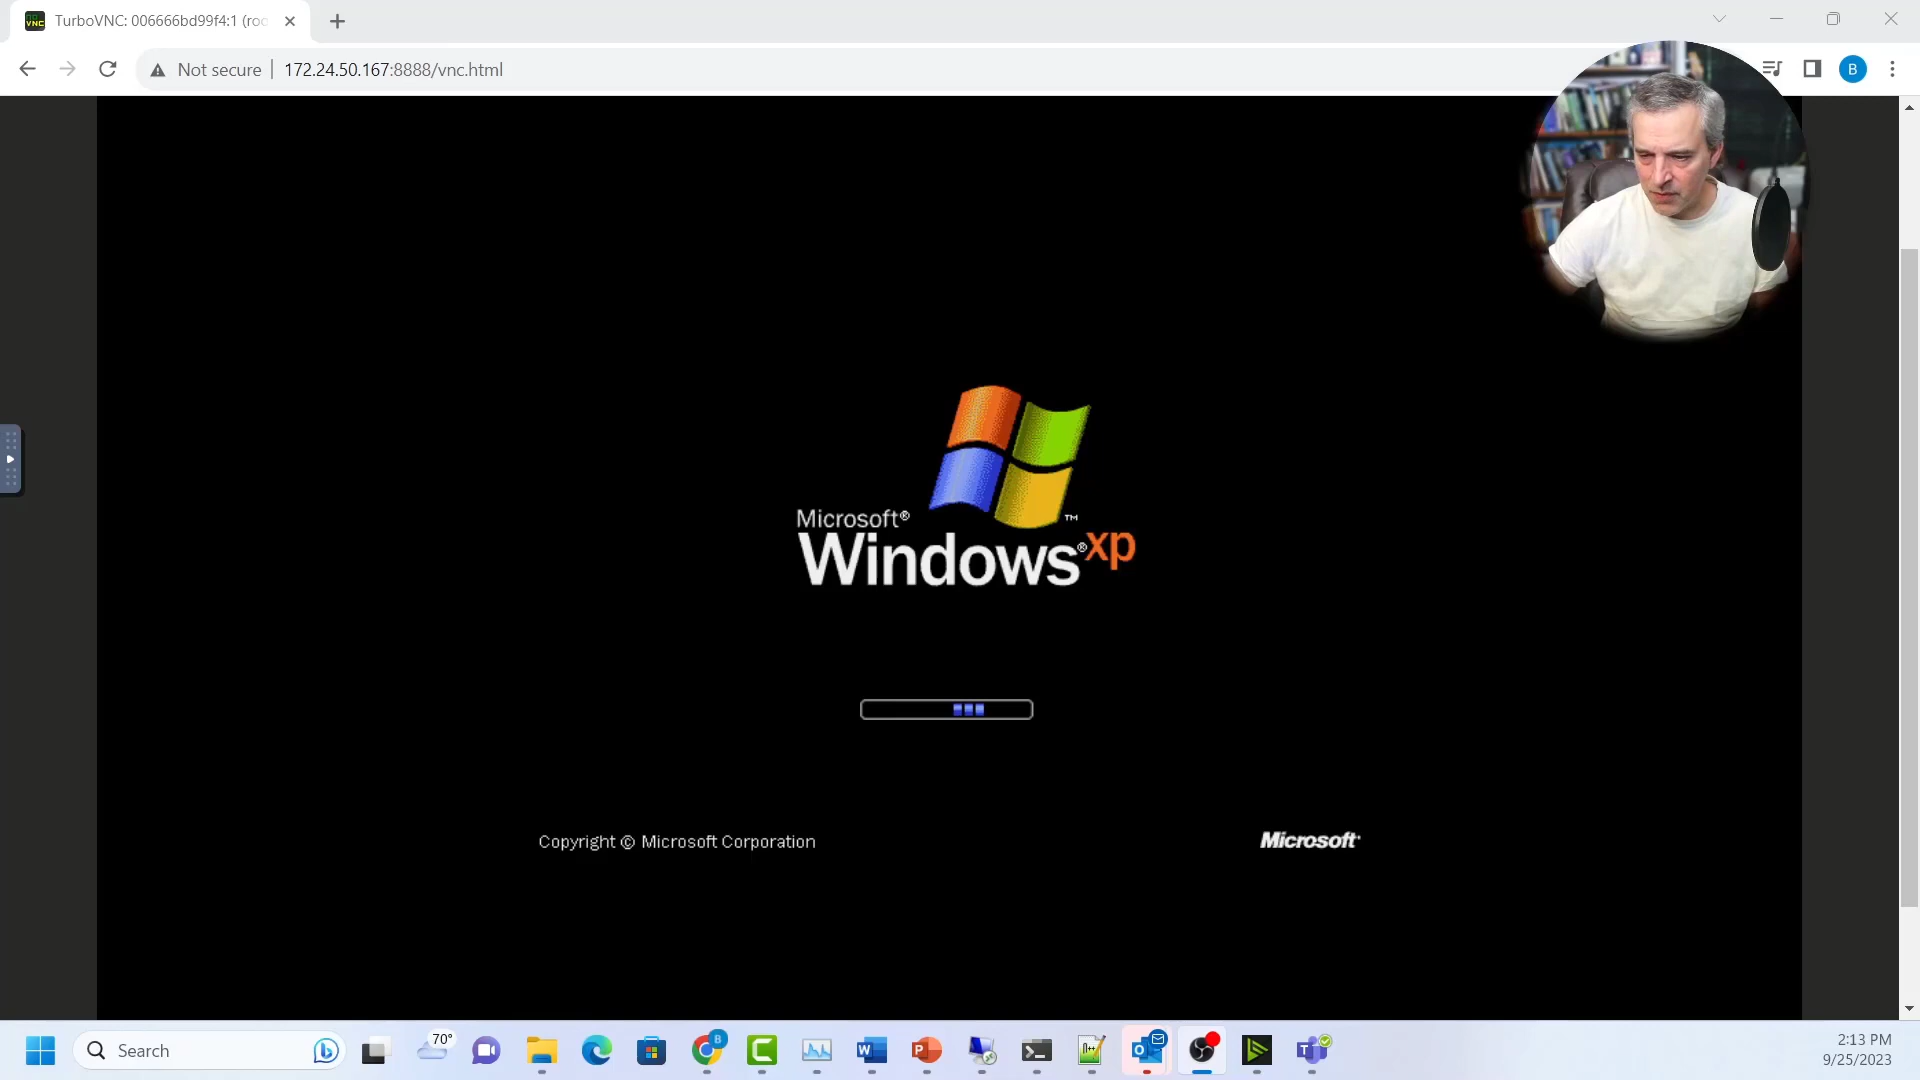 TurboVNC: 006666bd99f4:1 (roo
Not secure
172.24.50.167:8888/vnc.html
B
Microsoft®
Windows® xp
TM
Copyright © Microsoft Corporation
Microsoft
Search
70°
2:13 PM
9/25/2023